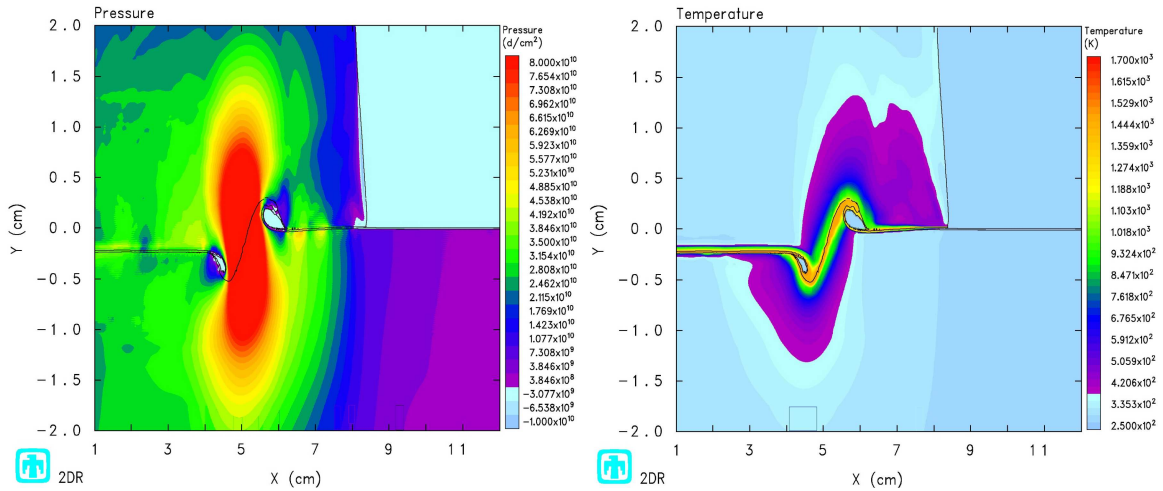 Pressure
2.0
1.5
1.0
0.5
0.0
-0.5
-1.0
-1.5
-2.0
Y (cm)
1 3 5 7 9 11
X (cm)
2DR
Pressure
(d/cm²)
8.000x10¹⁰
7.654x10¹⁰
7.308x10¹⁰
6.962x10¹⁰
6.615x10¹⁰
6.269x10¹⁰
5.923x10¹⁰
5.577x10¹⁰
5.231x10¹⁰
4.885x10¹⁰
4.538x10¹⁰
4.192x10¹⁰
3.846x10¹⁰
3.500x10¹⁰
3.154x10¹⁰
2.808x10¹⁰
2.462x10¹⁰
2.115x10¹⁰
1.769x10¹⁰
1.423x10¹⁰
1.077x10¹⁰
7.308x10⁹
3.846x10⁹
3.846x10⁸
-3.077x10⁹
-6.538x10⁹
-1.000x10¹⁰
Temperature
2.0
1.5
1.0
0.5
0.0
-0.5
-1.0
-1.5
-2.0
Y (cm)
1 3 5 7 9 11
X (cm)
2DR
Temperature
(K)
1.700x10³
1.615x10³
1.529x10³
1.444x10³
1.359x10³
1.274x10³
1.188x10³
1.103x10³
1.018x10³
9.324x10²
8.471x10²
7.618x10²
6.765x10²
5.912x10²
5.059x10²
4.206x10²
3.353x10²
2.500x10²